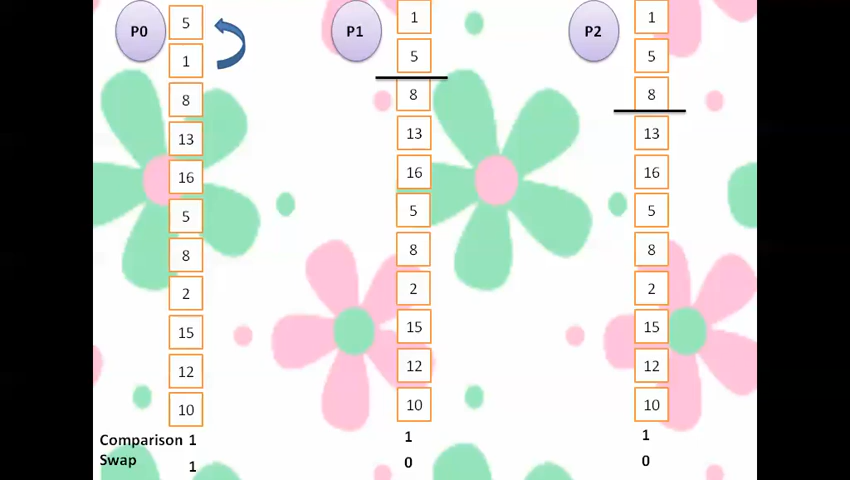 P0 5 P1 1 P2 1
1 5 5
8 8 8
13 13 13
16 16 16
5 5 5
8 8 8
2 2 2
15 15 15
12 12 12
10 10 10
Comparison 1 1 1
Swap 1 0 0